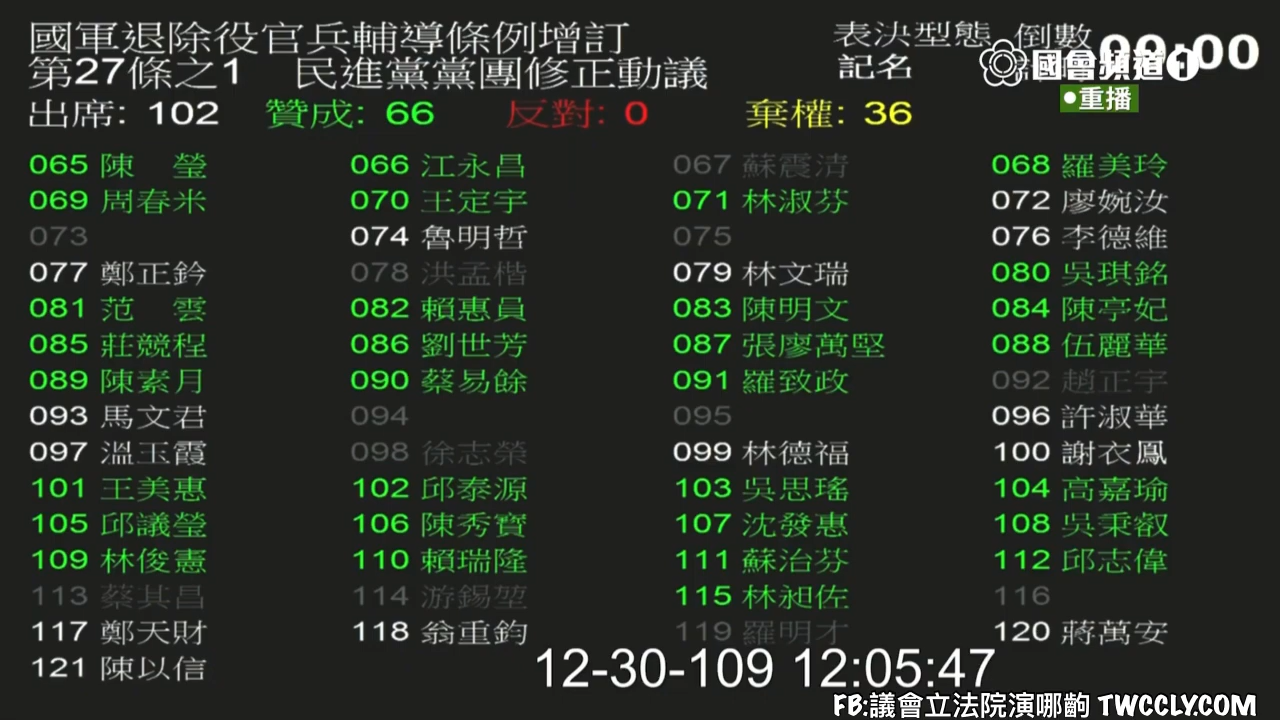 國軍退除役官兵輔導條例增訂 表決型態 倒數 00:00
第27條之1 民進黨黨團修正動議 記名 國會頻道1
出席: 102 贊成: 66 反對: 0 棄權: 36 重播
065 陳 瑩 066 江永昌 067 蘇震清 068 羅美玲
069 周春米 070 王定宇 071 林淑芬 072 廖婉汝
073 074 魯明哲 075 076 李德維
077 鄭正鈐 078 洪孟楷 079 林文瑞 080 吳琪銘
081 范 雲 082 賴惠員 083 陳明文 084 陳亭妃
085 莊競程 086 劉世芳 087 張廖萬堅 088 伍麗華
089 陳素月 090 蔡易餘 091 羅致政 092 趙正宇
093 馬文君 094 095 096 許淑華
097 溫玉霞 098 徐志榮 099 林德福 100 謝衣鳳
101 王美惠 102 邱泰源 103 吳思瑤 104 高嘉瑜
105 邱議瑩 106 陳秀寶 107 沈發惠 108 吳秉叡
109 林俊憲 110 賴瑞隆 111 蘇治芬 112 邱志偉
113 蔡其昌 114 游錫堃 115 林昶佐 116
117 鄭天財 118 翁重鈞 119 羅明才 120 蔣萬安
121 陳以信 12-30-109 12:05:47
FB:議會立法院演哪齣 TWCCLY.COM